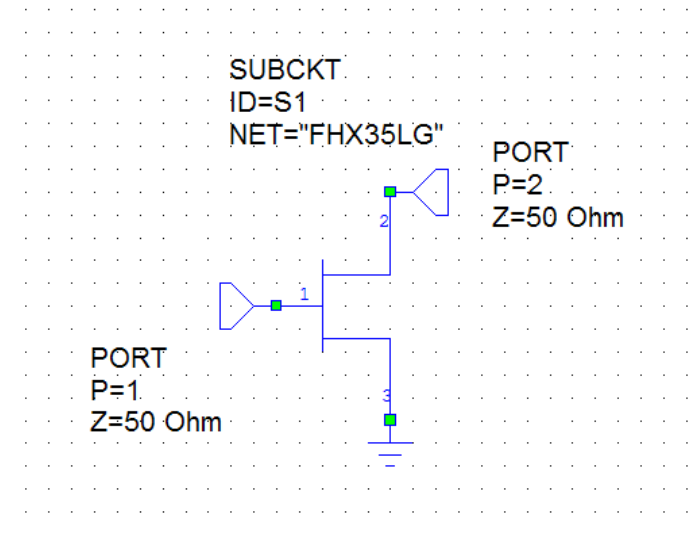 SUBCKT
ID=S1
NET="FHX35LG"
PORT
P=2
Z=50 Ohm
2
1
PORT
P=1
Z=50 Ohm
3